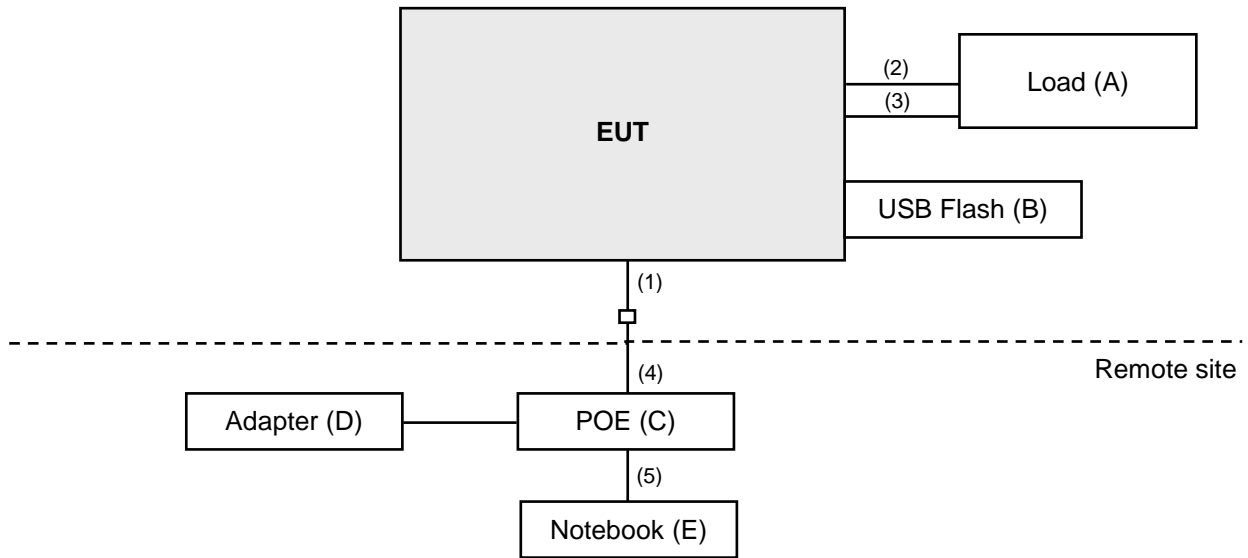 EUT
(2)
(3)
Load (A)
USB Flash (B)
(1)
Remote site
(4)
Adapter (D)
POE (C)
(5)
Notebook (E)